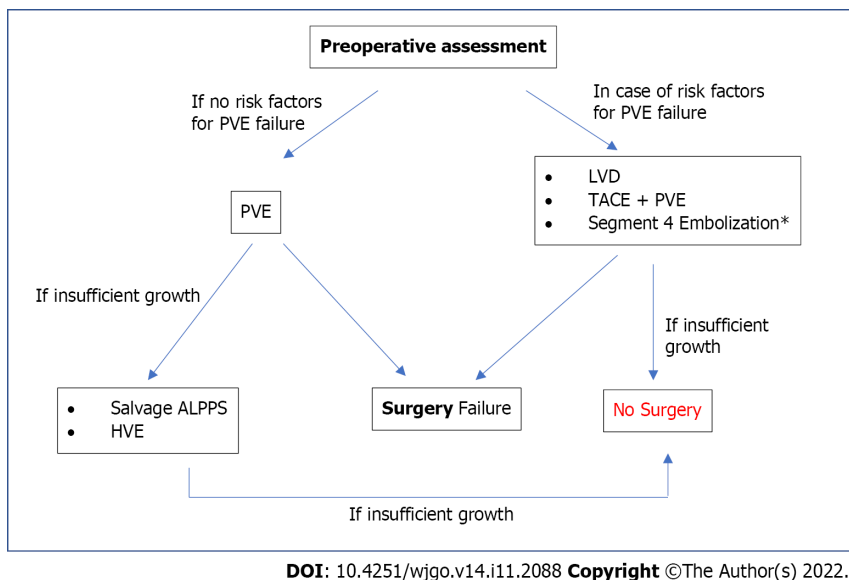 Preoperative assessment
If no risk factors
for PVE failure
In case of risk factors
for PVE failure
PVE
• LVD
• TACE + PVE
• Segment 4 Embolization*
If insufficient growth
If insufficient
growth
• Salvage ALPPS
• HVE
Surgery Failure
No Surgery
If insufficient growth
DOI: 10.4251/wjgo.v14.i11.2088 Copyright ©The Author(s) 2022.